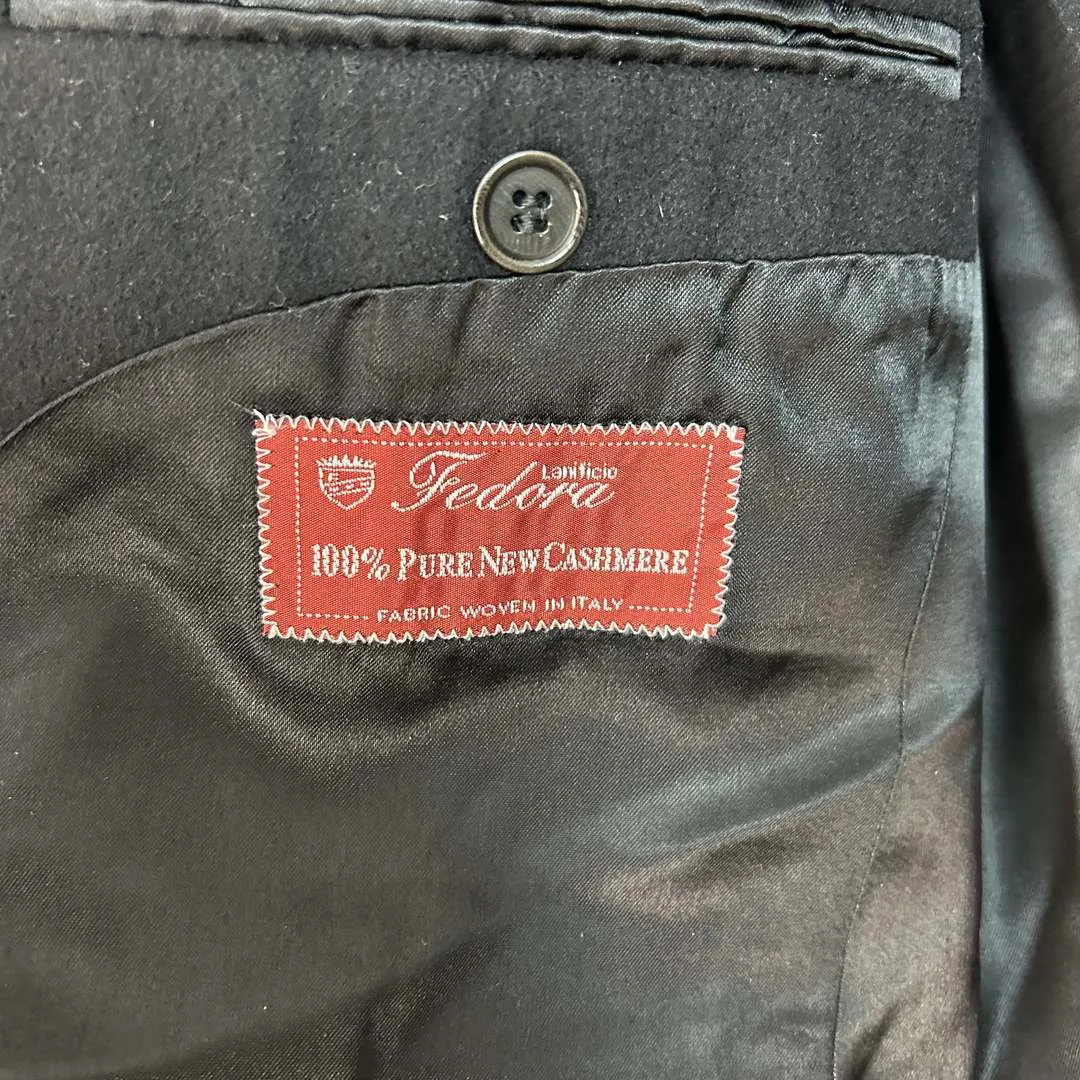 Lanificio
Fedora
100% PURE NEW CASHMERE
FABRIC WOVEN IN ITALY